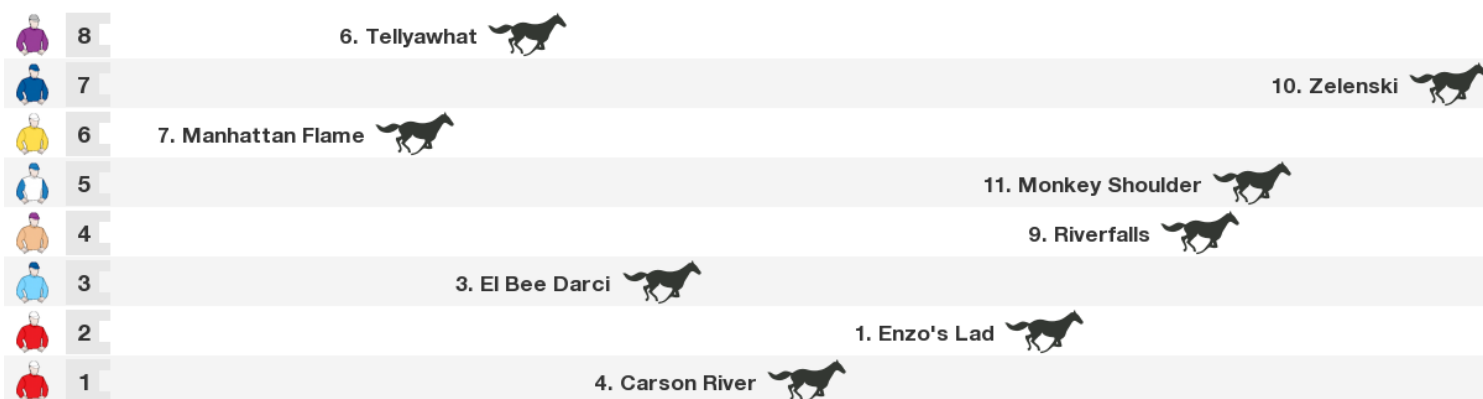 8 6. Tellyawhat
7 10. Zelenski
6 7. Manhattan Flame
5 11. Monkey Shoulder
4 9. Riverfalls
3 3. El Bee Darci
2 1. Enzo's Lad
1 4. Carson River